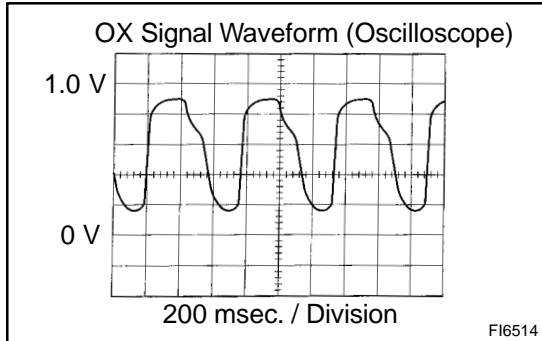 OX Signal Waveform (Oscilloscope)
1.0 V
0 V
200 msec. / Division
FI6514